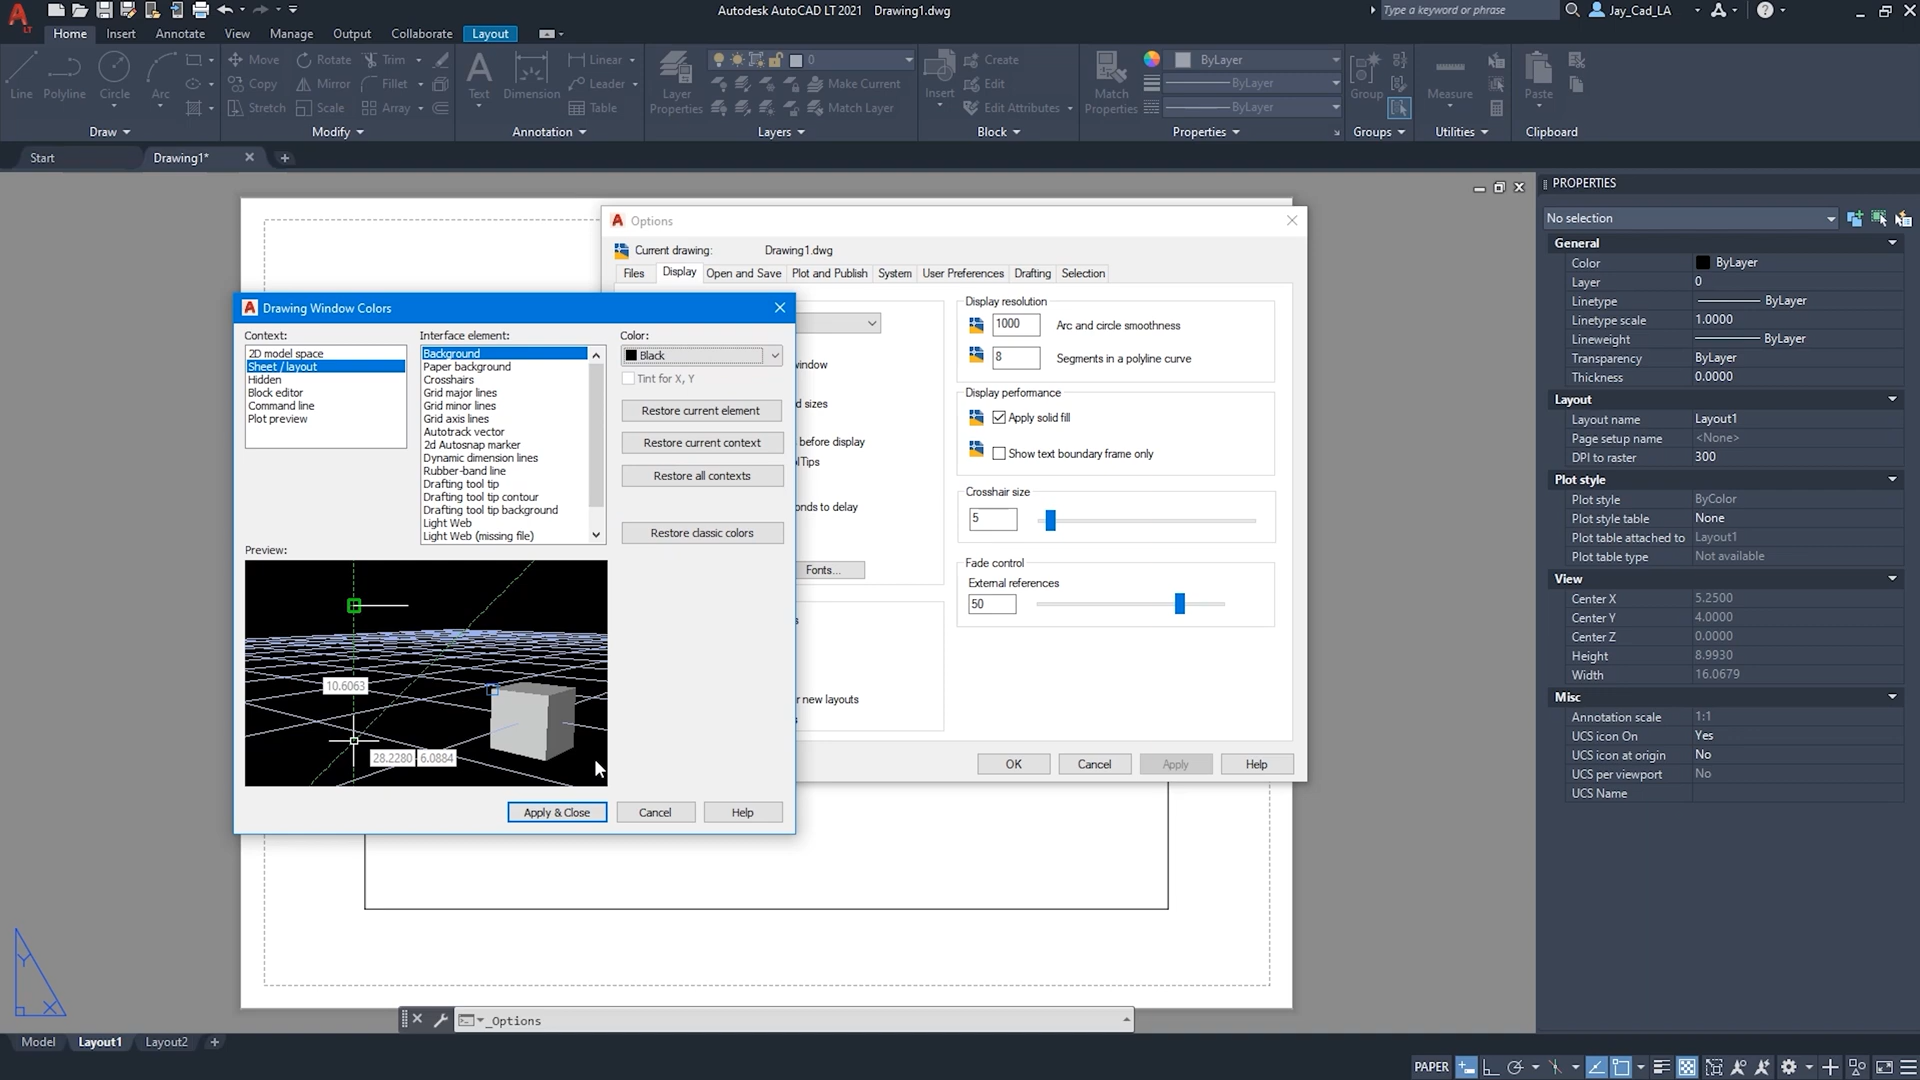 LT
Autodesk AutoCAD LT 2021 Drawing1.dwg
Type a keyword or phrase
Jay_Cad_LA
Home Insert Annotate View Manage Output Collaborate Layout
Line Polyline Circle Arc
Move Rotate Trim
Copy Mirror Fillet
Stretch Scale Array
Text Dimension
Linear
Leader
Table
Layer Properties
0
Make Current
Match Layer
Insert
Create
Edit
Edit Attributes
Match Properties
ByLayer
ByLayer
ByLayer
Group
Measure
Paste
Draw Modify Annotation Layers Block Properties Groups Utilities Clipboard
Start Drawing1*
Options
Current drawing: Drawing1.dwg
Files Display Open and Save Plot and Publish System User Preferences Drafting Selection
indow
d sizes
before display
lTips
onds to delay
Fonts...
s
r new layouts
s
Display resolution
1000 Arc and circle smoothness
8 Segments in a polyline curve
Display performance
Apply solid fill
Show text boundary frame only
Crosshair size
5
Fade control
External references
50
OK Cancel Apply Help
Drawing Window Colors
Context:
2D model space
Sheet / layout
Hidden
Block editor
Command line
Plot preview
Interface element:
Background
Paper background
Crosshairs
Grid major lines
Grid minor lines
Grid axis lines
Autotrack vector
2d Autosnap marker
Dynamic dimension lines
Rubber-band line
Drafting tool tip
Drafting tool tip contour
Drafting tool tip background
Light Web
Light Web (missing file)
Color:
Black
Tint for X, Y
Restore current element
Restore current context
Restore all contexts
Restore classic colors
Preview:
10.6063
28.2280 6.0884
Apply & Close Cancel Help
PROPERTIES
No selection
General
Color ByLayer
Layer 0
Linetype ByLayer
Linetype scale 1.0000
Lineweight ByLayer
Transparency ByLayer
Thickness 0.0000
Layout
Layout name Layout1
Page setup name <None>
DPI to raster 300
Plot style
Plot style ByColor
Plot style table None
Plot table attached to Layout1
Plot table type Not available
View
Center X 5.2500
Center Y 4.0000
Center Z 0.0000
Height 8.9930
Width 16.0679
Misc
Annotation scale 1:1
UCS icon On Yes
UCS icon at origin No
UCS per viewport No
UCS Name
Y
X
_Options
Model Layout1 Layout2
PAPER